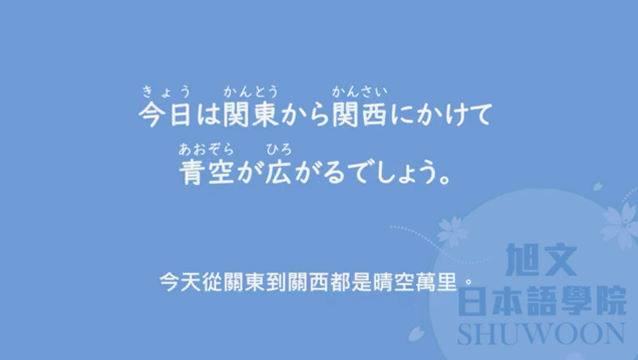 きょう かんとう かんさい
今日は関東から関西にかけて
あおぞら ひろ
青空が広がるでしょう。
今天從關東到關西都是晴空萬里。
旭文
日本語學院
SHUWOON